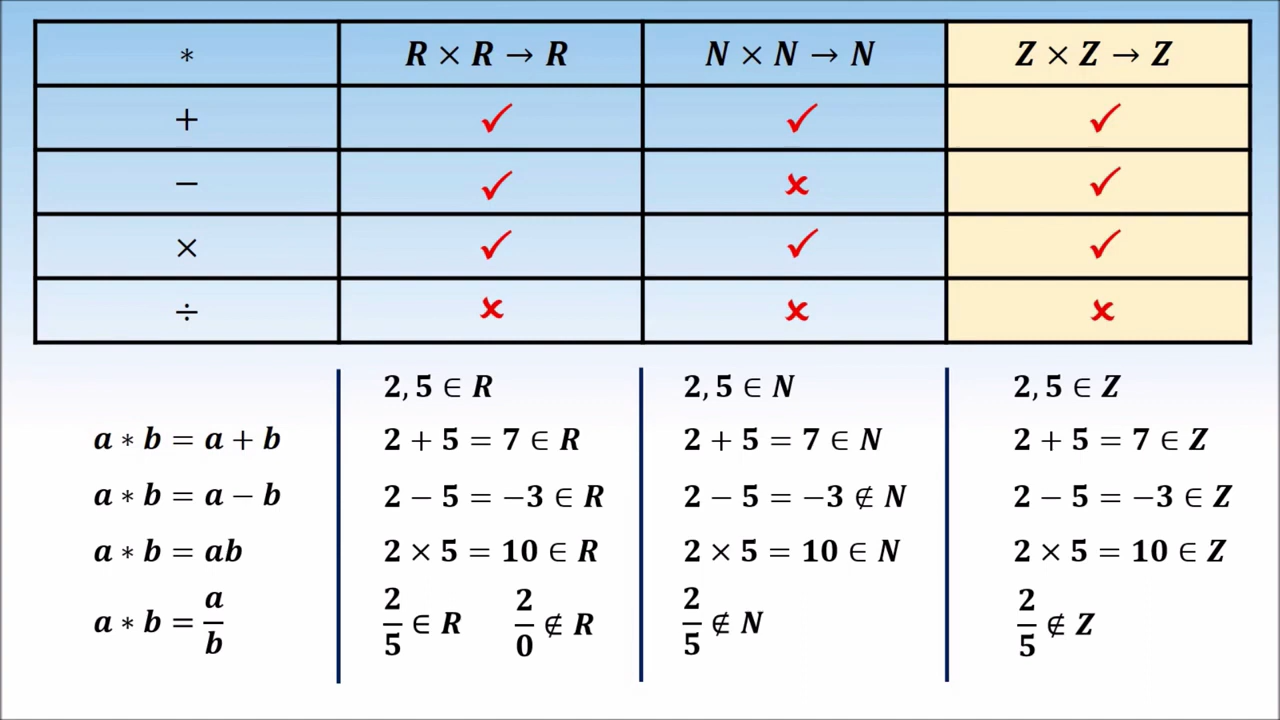 ∗ R × R → R N × N → N Z × Z → Z
+ ✓ ✓ ✓
− ✓ ✗ ✓
× ✓ ✓ ✓
÷ ✗ ✗ ✗
2, 5 ∈ R 2, 5 ∈ N 2, 5 ∈ Z
a ∗ b = a + b 2 + 5 = 7 ∈ R 2 + 5 = 7 ∈ N 2 + 5 = 7 ∈ Z
a ∗ b = a − b 2 − 5 = −3 ∈ R 2 − 5 = −3 ∉ N 2 − 5 = −3 ∈ Z
a ∗ b = ab 2 × 5 = 10 ∈ R 2 × 5 = 10 ∈ N 2 × 5 = 10 ∈ Z
a ∗ b = a/b 2/5 ∈ R 2/0 ∉ R 2/5 ∉ N 2/5 ∉ Z